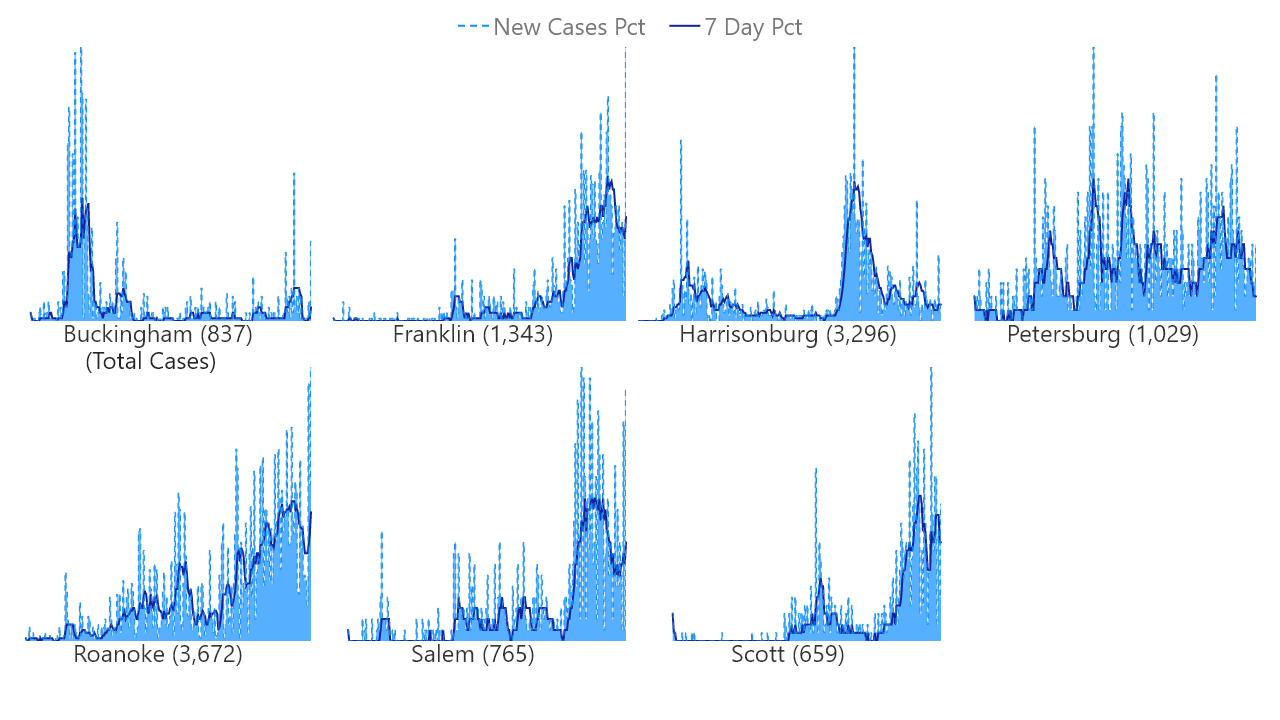 New Cases Pct 7 Day Pct
Buckingham (837)
(Total Cases)
Franklin (1,343)
Harrisonburg (3,296)
Petersburg (1,029)
Roanoke (3,672)
Salem (765)
Scott (659)